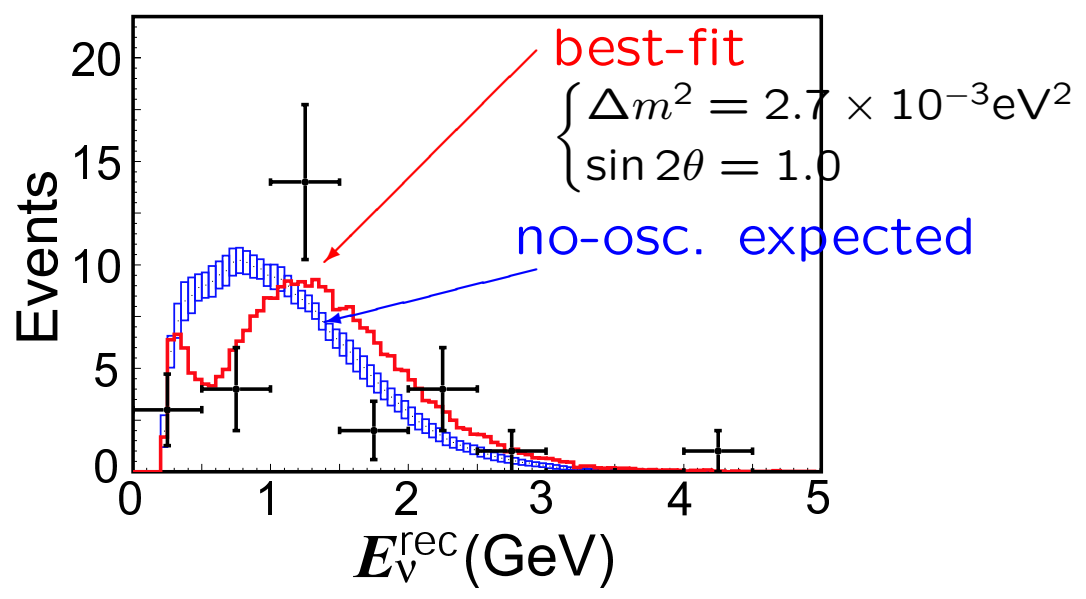 best-fit
Δm² = 2.7 × 10⁻³eV²
sin 2θ = 1.0
no-osc. expected
Events
20
15
10
5
0
0 1 2 3 4 5
E_ν^rec(GeV)